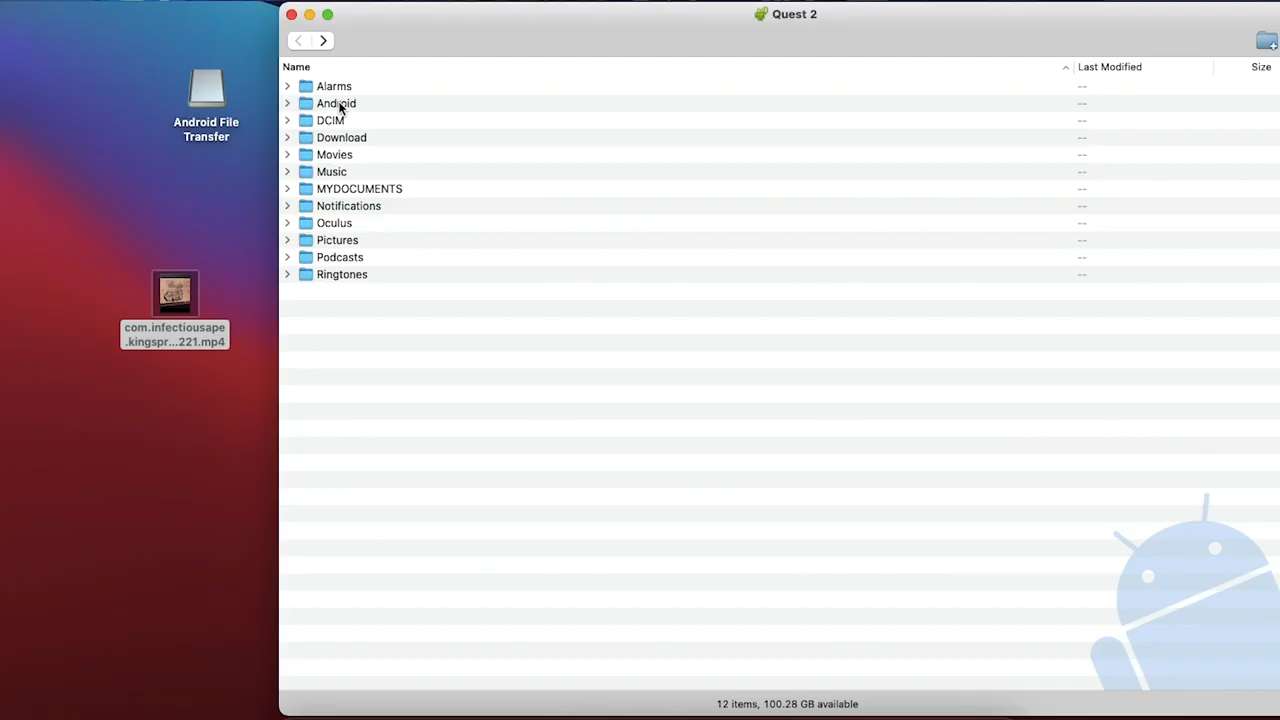 Quest 2
Name
Last Modified
Size
Alarms
--
Android
--
DCIM
--
Download
--
Movies
--
Music
--
MYDOCUMENTS
--
Notifications
--
Oculus
--
Pictures
--
Podcasts
--
Ringtones
--
Android File
Transfer
com.infectiousape
.kingspr...221.mp4
12 items, 100.28 GB available